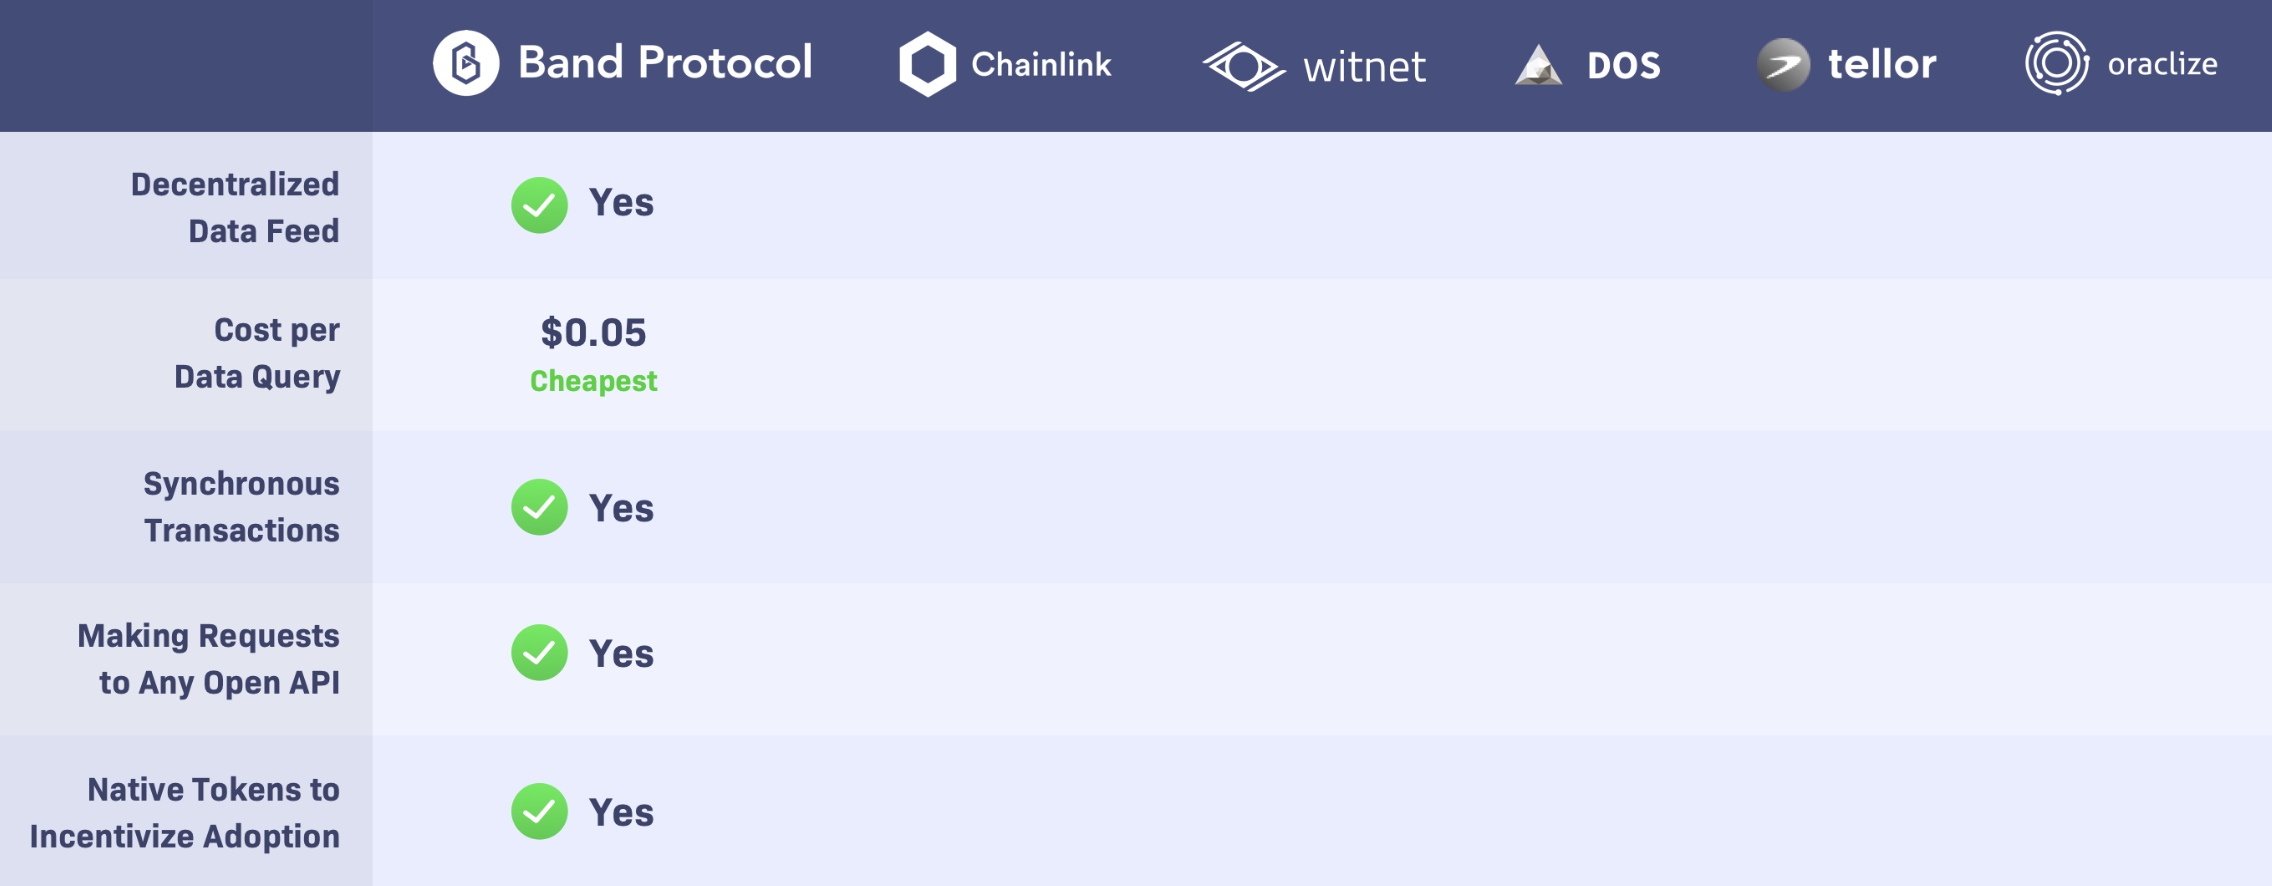 Band Protocol Chainlink witnet DOS tellor oraclize
Decentralized
Data Feed
Yes
Cost per
Data Query
$0.05
Cheapest
Synchronous
Transactions
Yes
Making Requests
to Any Open API
Yes
Native Tokens to
Incentivize Adoption
Yes